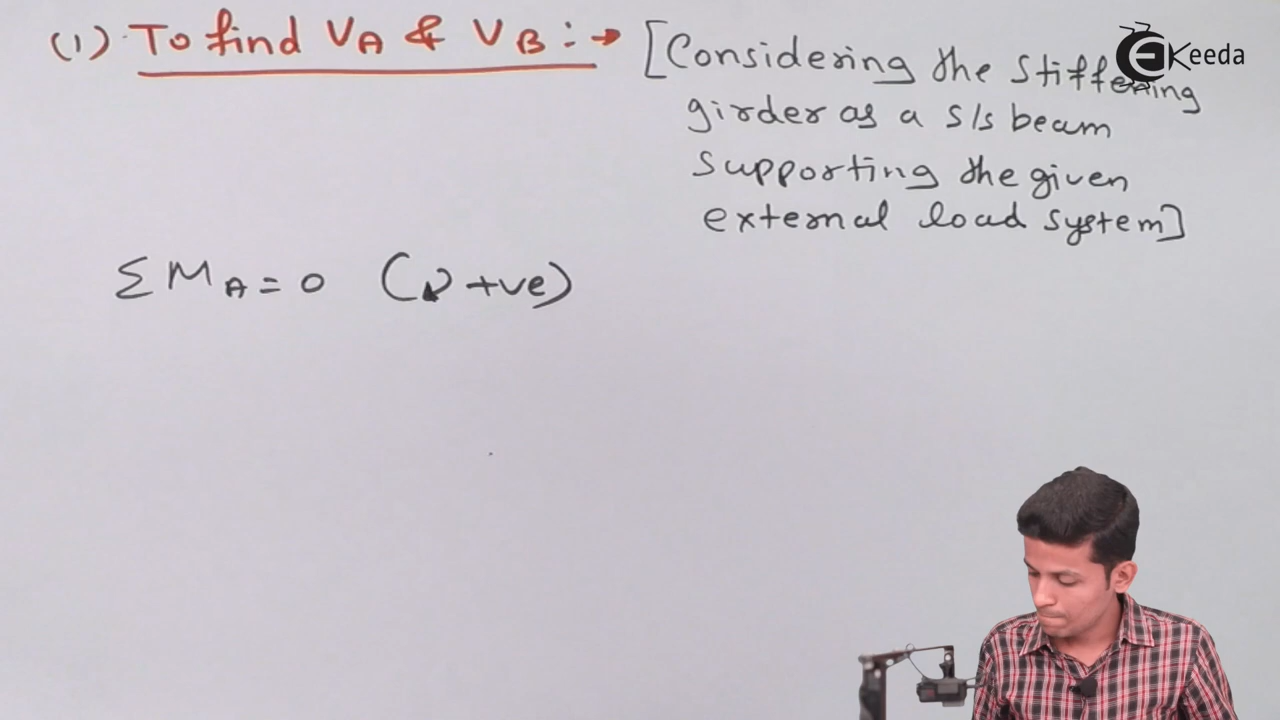 (1) To find VA & VB :→ [Considering the stiffening
girder as a s/s beam
supporting the given
external load system]
ΣMA = 0 (↻ +ve)
EKeeda